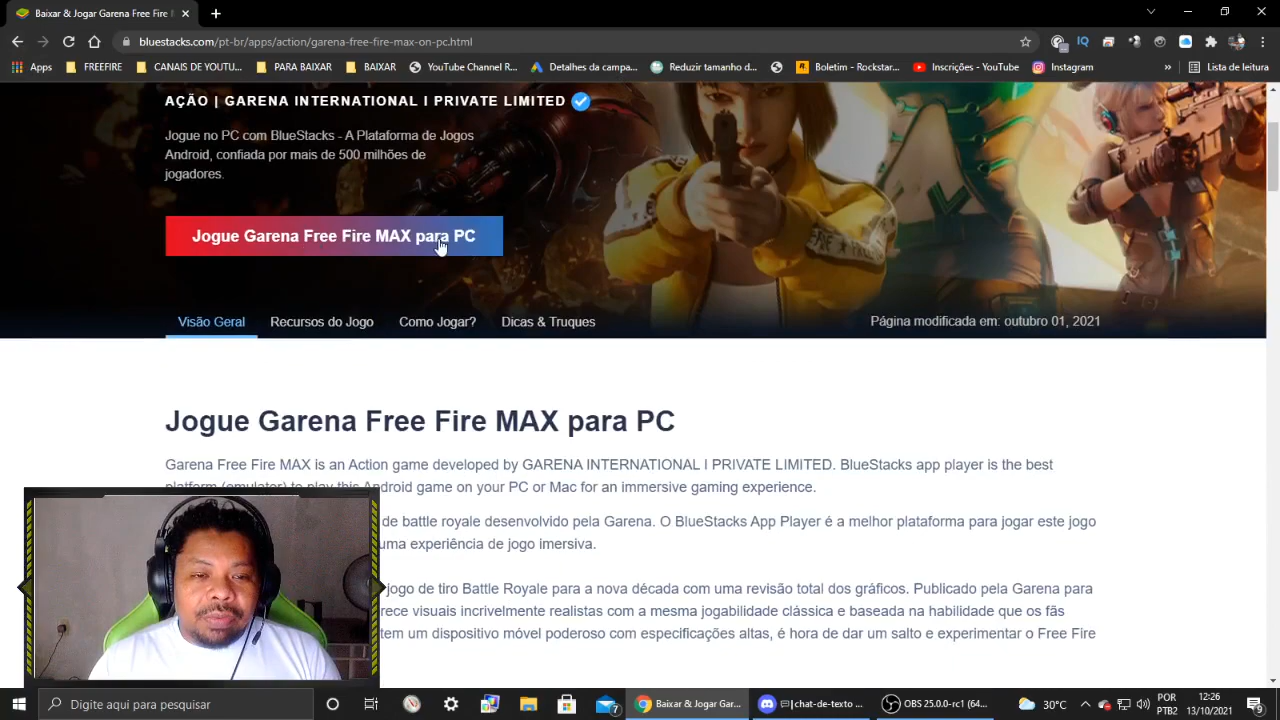 Baixar & Jogar Garena Free Fi
bluestacks.com/pt-br/apps/action/garena-free-fire-max-on-pc.html
Apps FREEFIRE CANAIS DE YOUTU... PARA BAIXAR BAIXAR YouTube Channel R... Detalhes da campa... Reduzir tamanho d... Boletim - Rockstar... Inscrições - YouTube Instagram » Lista de leitura
AÇÃO | GARENA INTERNATIONAL I PRIVATE LIMITED
Jogue no PC com BlueStacks - A Plataforma de Jogos
Android, confiada por mais de 500 milhões de
jogadores.
Jogue Garena Free Fire MAX para PC
Visão Geral Recursos do Jogo Como Jogar? Dicas & Truques Página modificada em: outubro 01, 2021
Jogue Garena Free Fire MAX para PC
Garena Free Fire MAX is an Action game developed by GARENA INTERNATIONAL I PRIVATE LIMITED. BlueStacks app player is the best
platform (emulator) to play this Android game on your PC or Mac for an immersive gaming experience.
de battle royale desenvolvido pela Garena. O BlueStacks App Player é a melhor plataforma para jogar este jogo
uma experiência de jogo imersiva.
jogo de tiro Battle Royale para a nova década com uma revisão total dos gráficos. Publicado pela Garena para
rece visuais incrivelmente realistas com a mesma jogabilidade clássica e baseada na habilidade que os fãs
tem um dispositivo móvel poderoso com especificações altas, é hora de dar um salto e experimentar o Free Fire
Digite aqui para pesquisar 7 Baixar & Jogar Gar... |chat-de-texto ... OBS 25.0.0-rc1 (64... 30°C POR 12:26
PTB2 13/10/2021 9